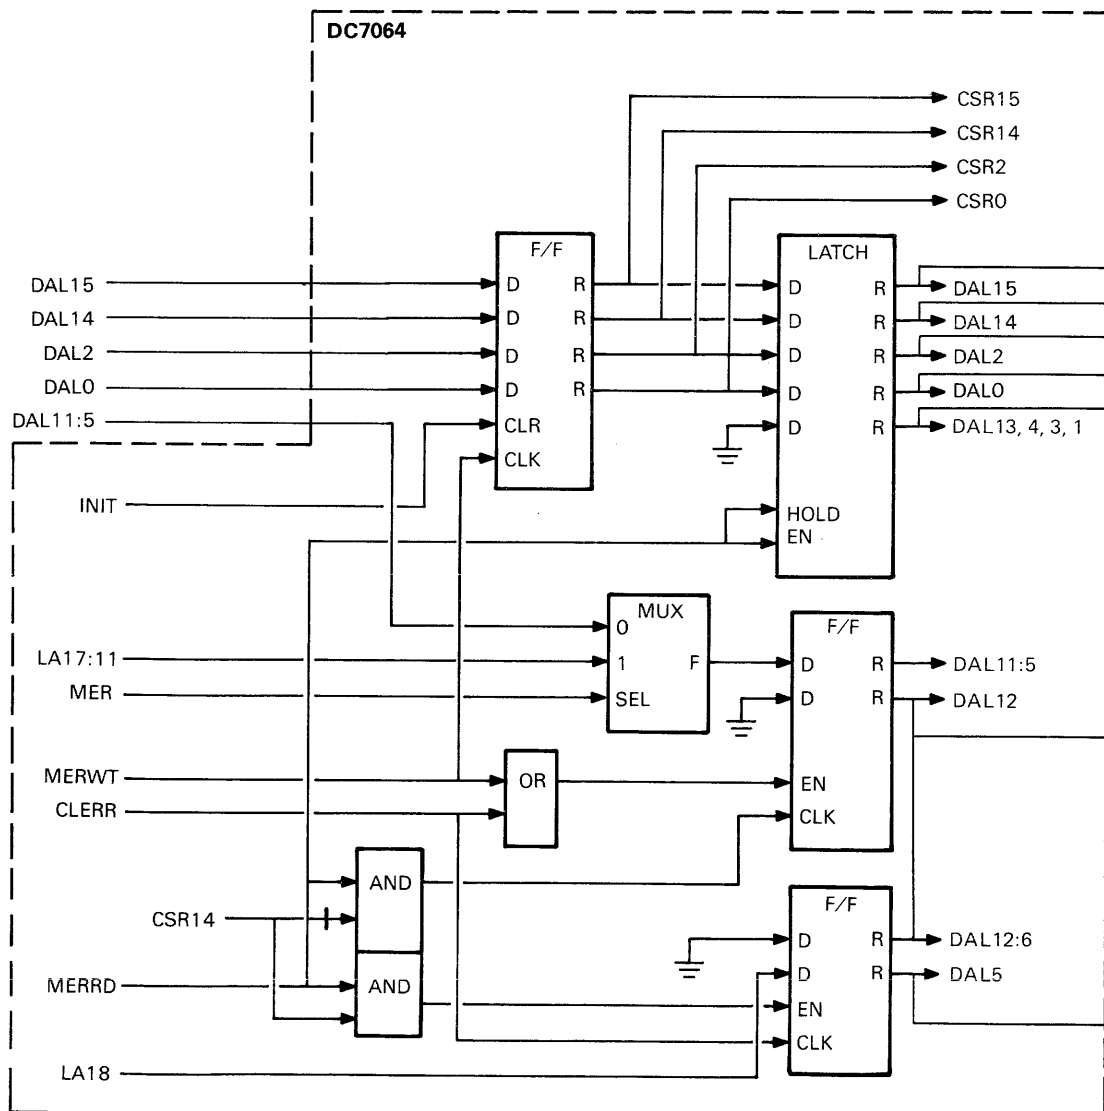 DC7064
CSR15
CSR14
CSR2
CSR0
F/F
LATCH
DAL15
D
R
D
R
DAL15
DAL14
D
R
D
R
DAL14
DAL2
D
R
D
R
DAL2
DAL0
D
R
D
R
DAL0
DAL11:5
CLR
D
R
DAL13, 4, 3, 1
CLK
INIT
HOLD
EN
MUX
F/F
0
LA17:11
1
F
D
R
DAL11:5
MER
SEL
D
R
DAL12
MERWT
OR
EN
CLERR
CLK
AND
F/F
CSR14
D
R
DAL12:6
MERRD
AND
D
R
DAL5
EN
CLK
LA18